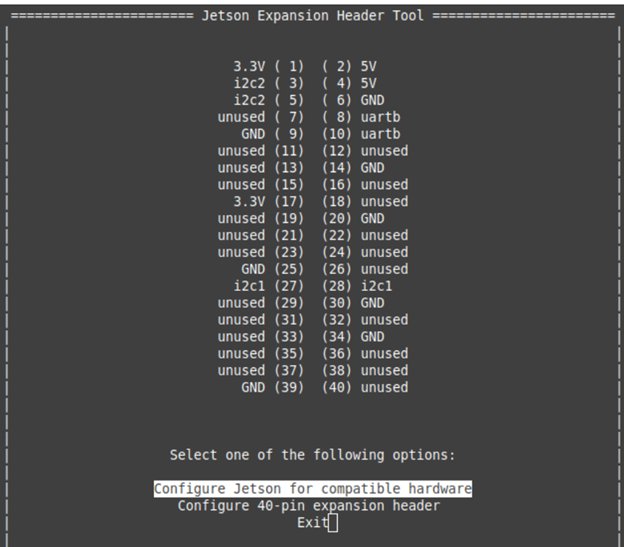 ====================== Jetson Expansion Header Tool ======================
3.3V ( 1) ( 2) 5V
i2c2 ( 3) ( 4) 5V
i2c2 ( 5) ( 6) GND
unused ( 7) ( 8) uartb
GND ( 9) (10) uartb
unused (11) (12) unused
unused (13) (14) GND
unused (15) (16) unused
3.3V (17) (18) unused
unused (19) (20) GND
unused (21) (22) unused
unused (23) (24) unused
GND (25) (26) unused
i2c1 (27) (28) i2c1
unused (29) (30) GND
unused (31) (32) unused
unused (33) (34) GND
unused (35) (36) unused
unused (37) (38) unused
GND (39) (40) unused
Select one of the following options:
Configure Jetson for compatible hardware
Configure 40-pin expansion header
Exit